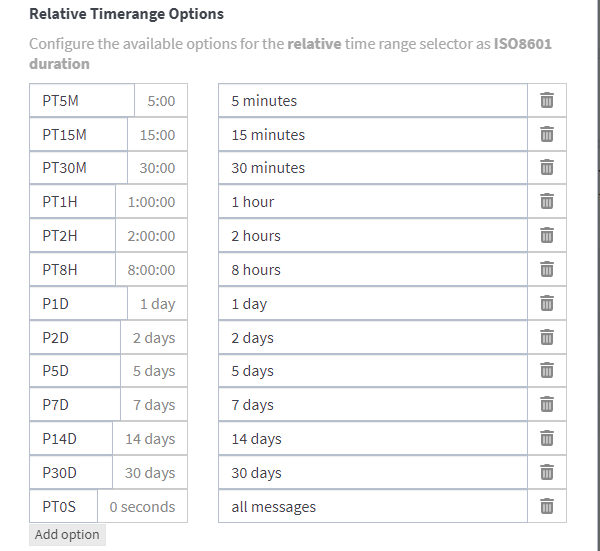 Relative Timerange Options
Configure the available options for the relative time range selector as ISO8601
duration
PT5M 5:00 5 minutes
PT15M 15:00 15 minutes
PT30M 30:00 30 minutes
PT1H 1:00:00 1 hour
PT2H 2:00:00 2 hours
PT8H 8:00:00 8 hours
P1D 1 day 1 day
P2D 2 days 2 days
P5D 5 days 5 days
P7D 7 days 7 days
P14D 14 days 14 days
P30D 30 days 30 days
PT0S 0 seconds all messages
Add option